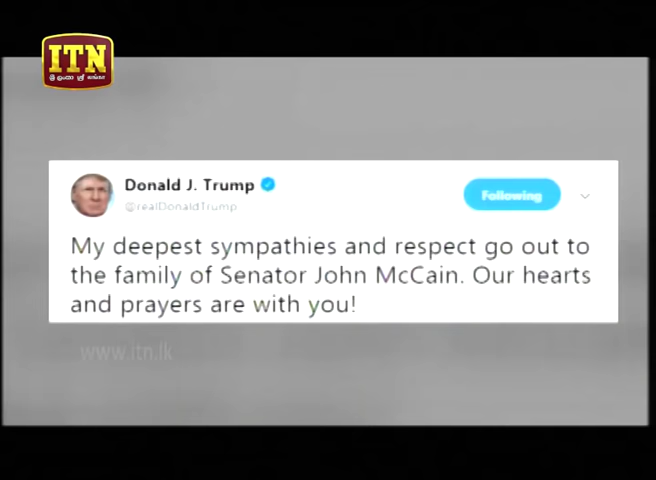 ITN
ශ්‍රී ලංකා ஸ்ரீ லங்கா
Donald J. Trump
@realDonaldTrump
Following
My deepest sympathies and respect go out to
the family of Senator John McCain. Our hearts
and prayers are with you!
www.itn.lk